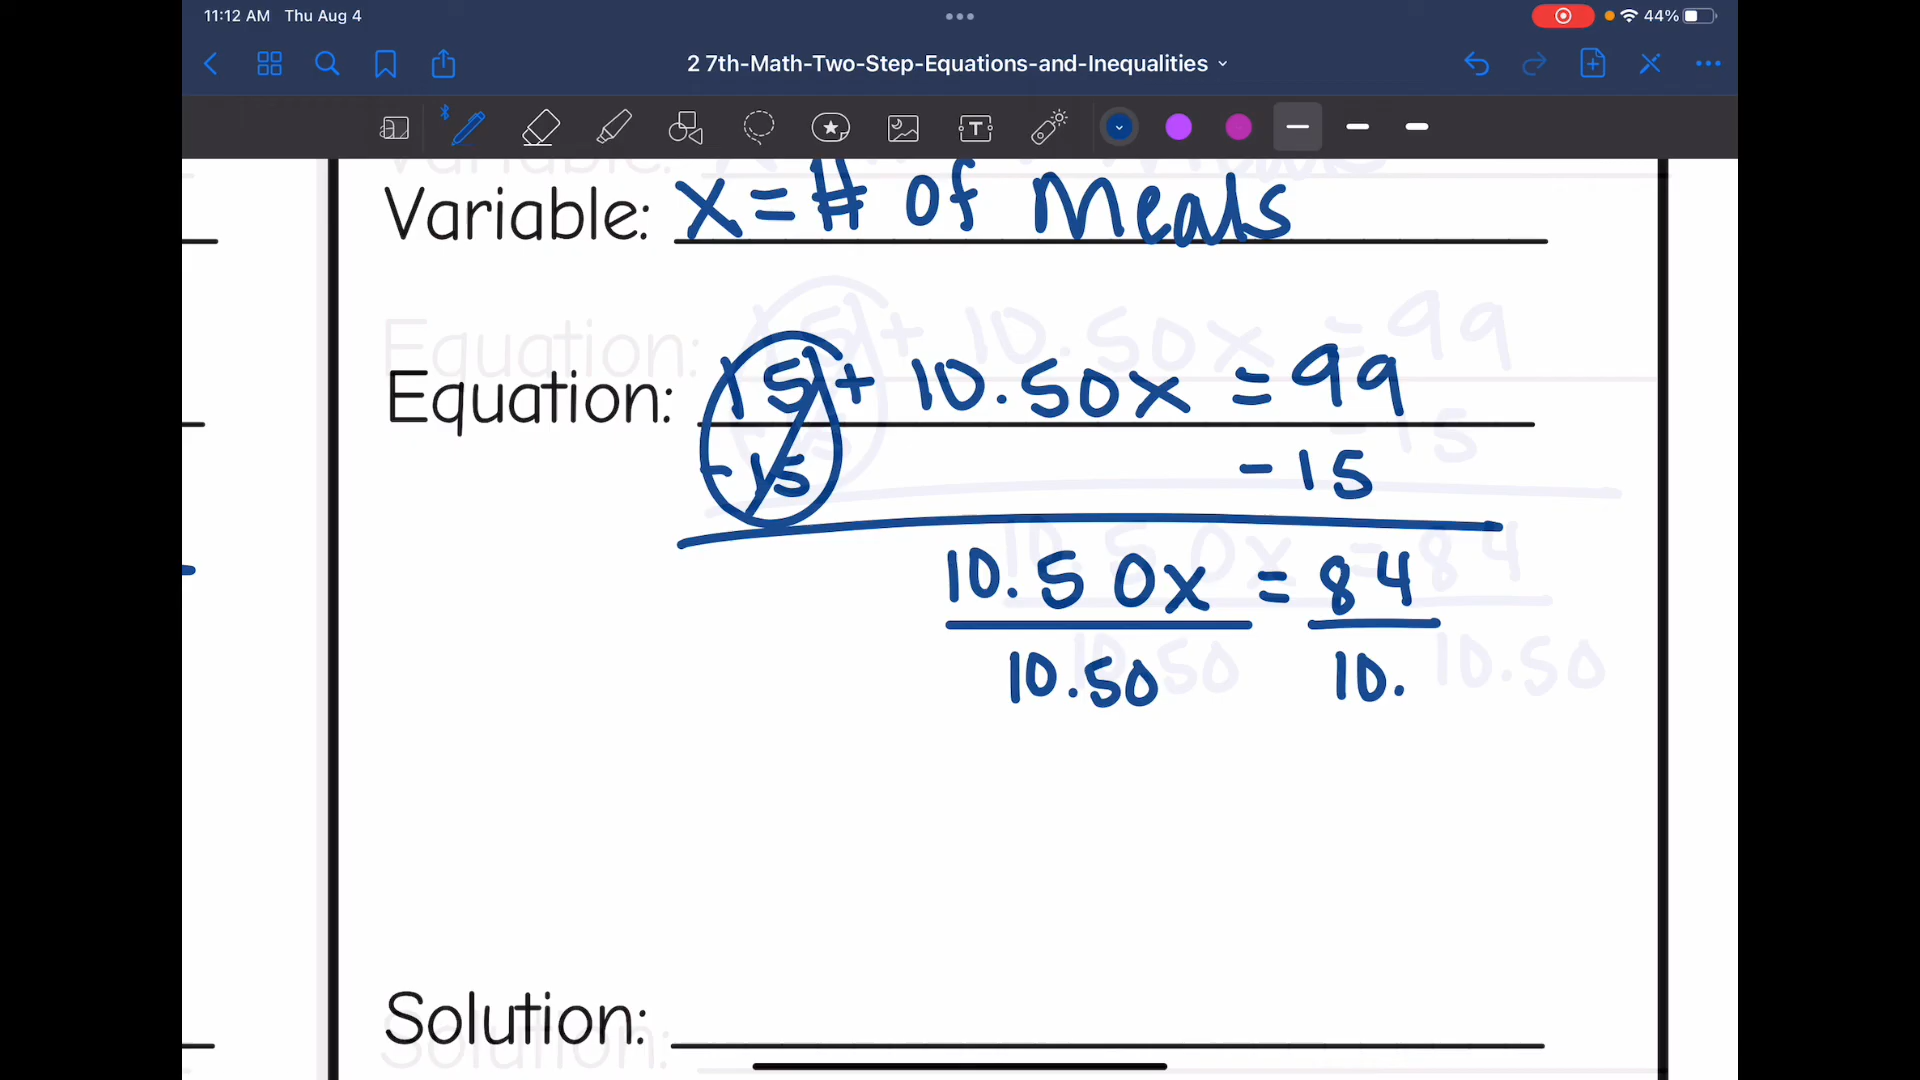 11:12 AM Thu Aug 4
44%
2 7th-Math-Two-Step-Equations-and-Inequalities
Variable: x = # of Meals
Equation: 15 + 10.50x = 99
- 15 - 15
10.50x = 84
10.50 10.
Solution: